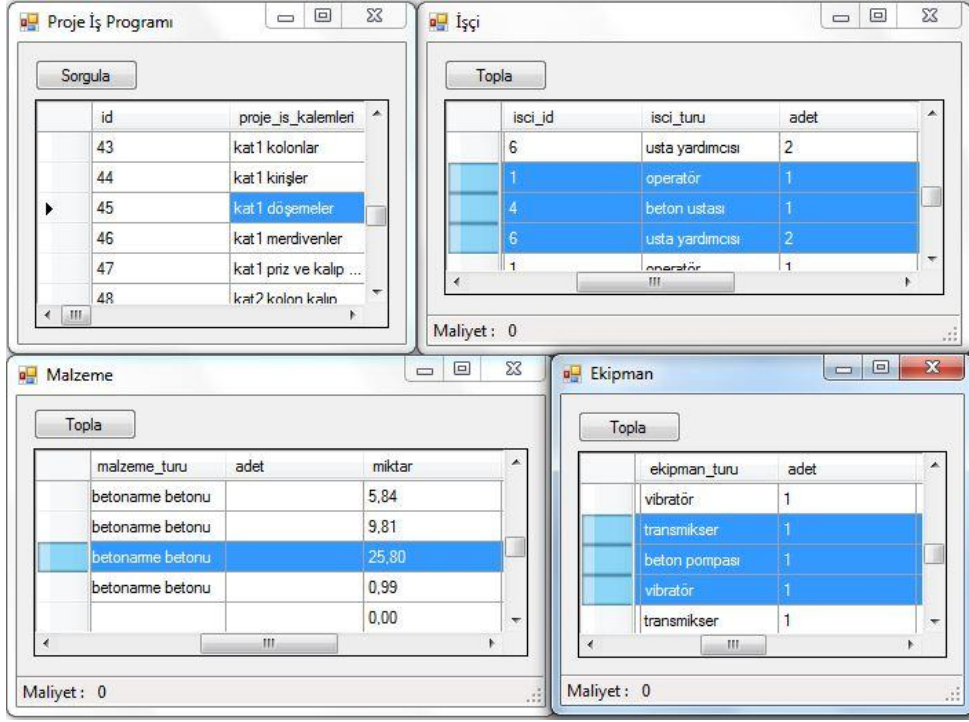 Proje İş Programı
Sorgula
id proje_is_kalemleri
43 kat1 kolonlar
44 kat1 kirişler
45 kat1 döşemeler
46 kat1 merdivenler
47 kat1 priz ve kalıp ...
48 kat2 kolon kalıp
İşçi
Topla
isci_id isci_turu adet
6 usta yardımcısı 2
1 operatör 1
4 beton ustası 1
6 usta yardımcısı 2
1 operatör 1
Maliyet : 0
Malzeme
Topla
malzeme_turu adet miktar
betonarme betonu 5,84
betonarme betonu 9,81
betonarme betonu 25,80
betonarme betonu 0,99
0,00
Maliyet : 0
Ekipman
Topla
ekipman_turu adet
vibratör 1
transmikser 1
beton pompası 1
vibratör 1
transmikser 1
Maliyet : 0